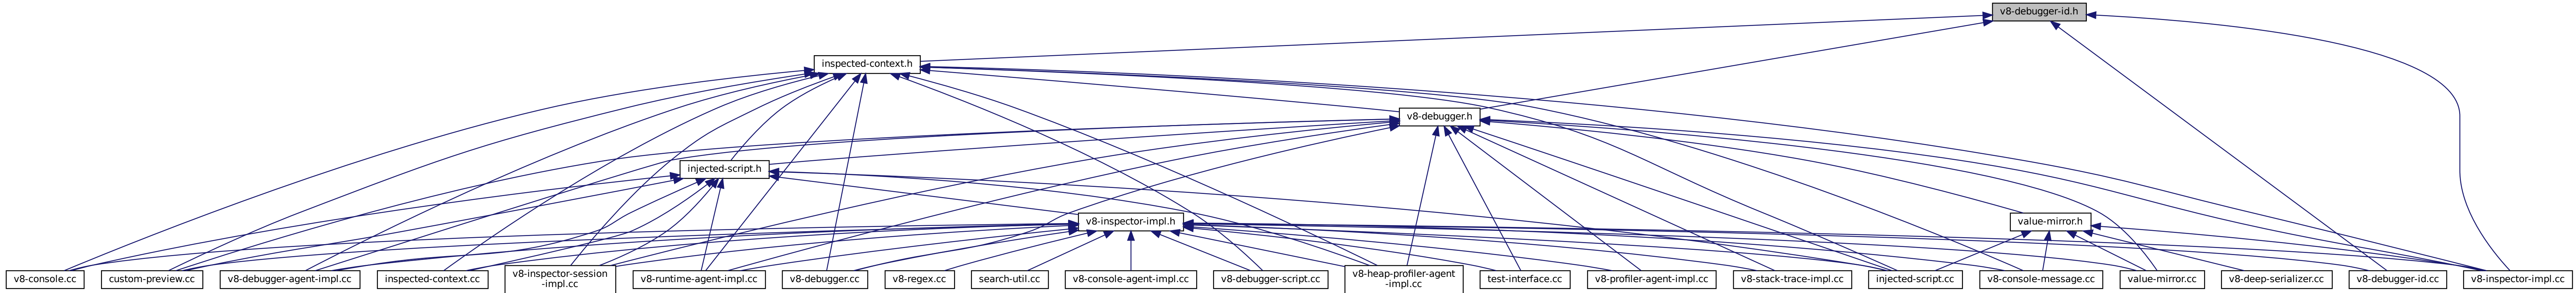 v8-debugger-id.h
inspected-context.h
v8-debugger.h
injected-script.h
v8-inspector-impl.h
value-mirror.h
v8-console.cc
custom-preview.cc
v8-debugger-agent-impl.cc
inspected-context.cc
v8-inspector-session
-impl.cc
v8-runtime-agent-impl.cc
v8-debugger.cc
v8-regex.cc
search-util.cc
v8-console-agent-impl.cc
v8-debugger-script.cc
v8-heap-profiler-agent
-impl.cc
test-interface.cc
v8-profiler-agent-impl.cc
v8-stack-trace-impl.cc
injected-script.cc
v8-console-message.cc
value-mirror.cc
v8-deep-serializer.cc
v8-debugger-id.cc
v8-inspector-impl.cc